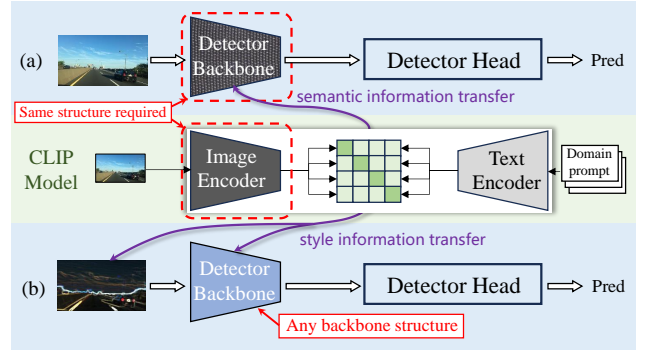 (a)
Detector
Backbone
Detector Head
Pred
Same structure required
semantic information transfer
CLIP
Model
Image
Encoder
Text
Encoder
Domain
prompt
style information transfer
(b)
Detector
Backbone
Detector Head
Pred
Any backbone structure